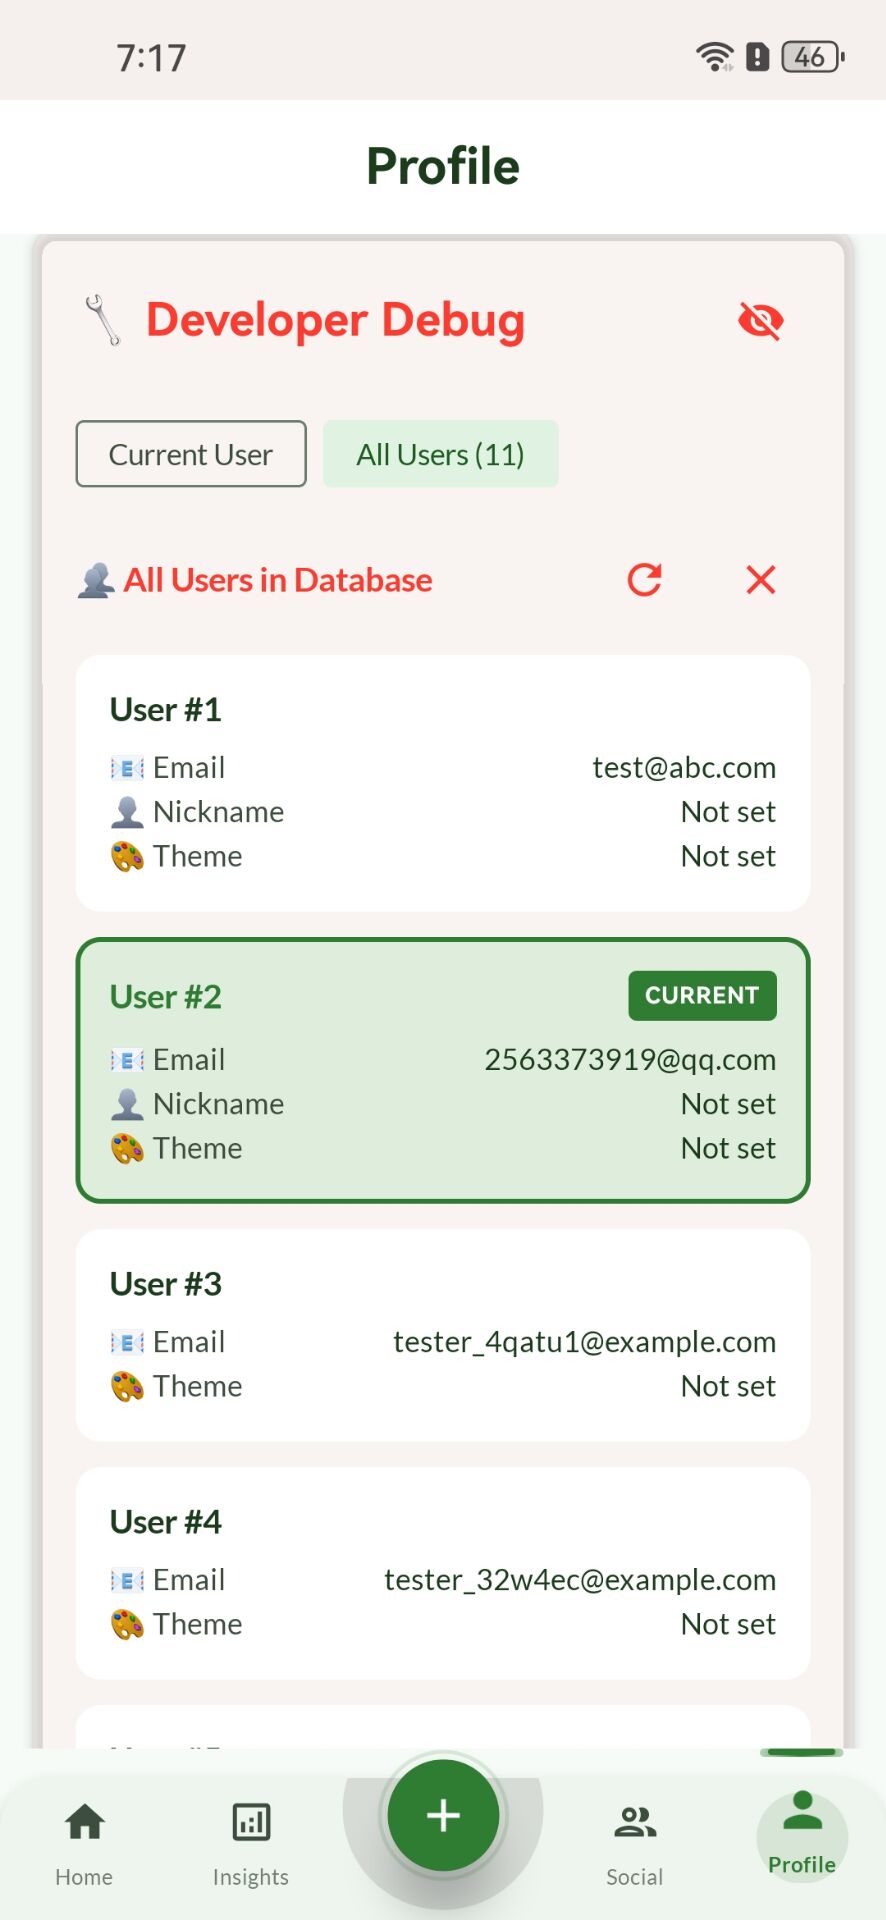 7:17
46
Profile
Developer Debug
Current User
All Users (11)
All Users in Database
User #1
Email test@abc.com
Nickname Not set
Theme Not set
User #2 CURRENT
Email 2563373919@qq.com
Nickname Not set
Theme Not set
User #3
Email tester_4qatu1@example.com
Theme Not set
User #4
Email tester_32w4ec@example.com
Theme Not set
Home
Insights
Social
Profile